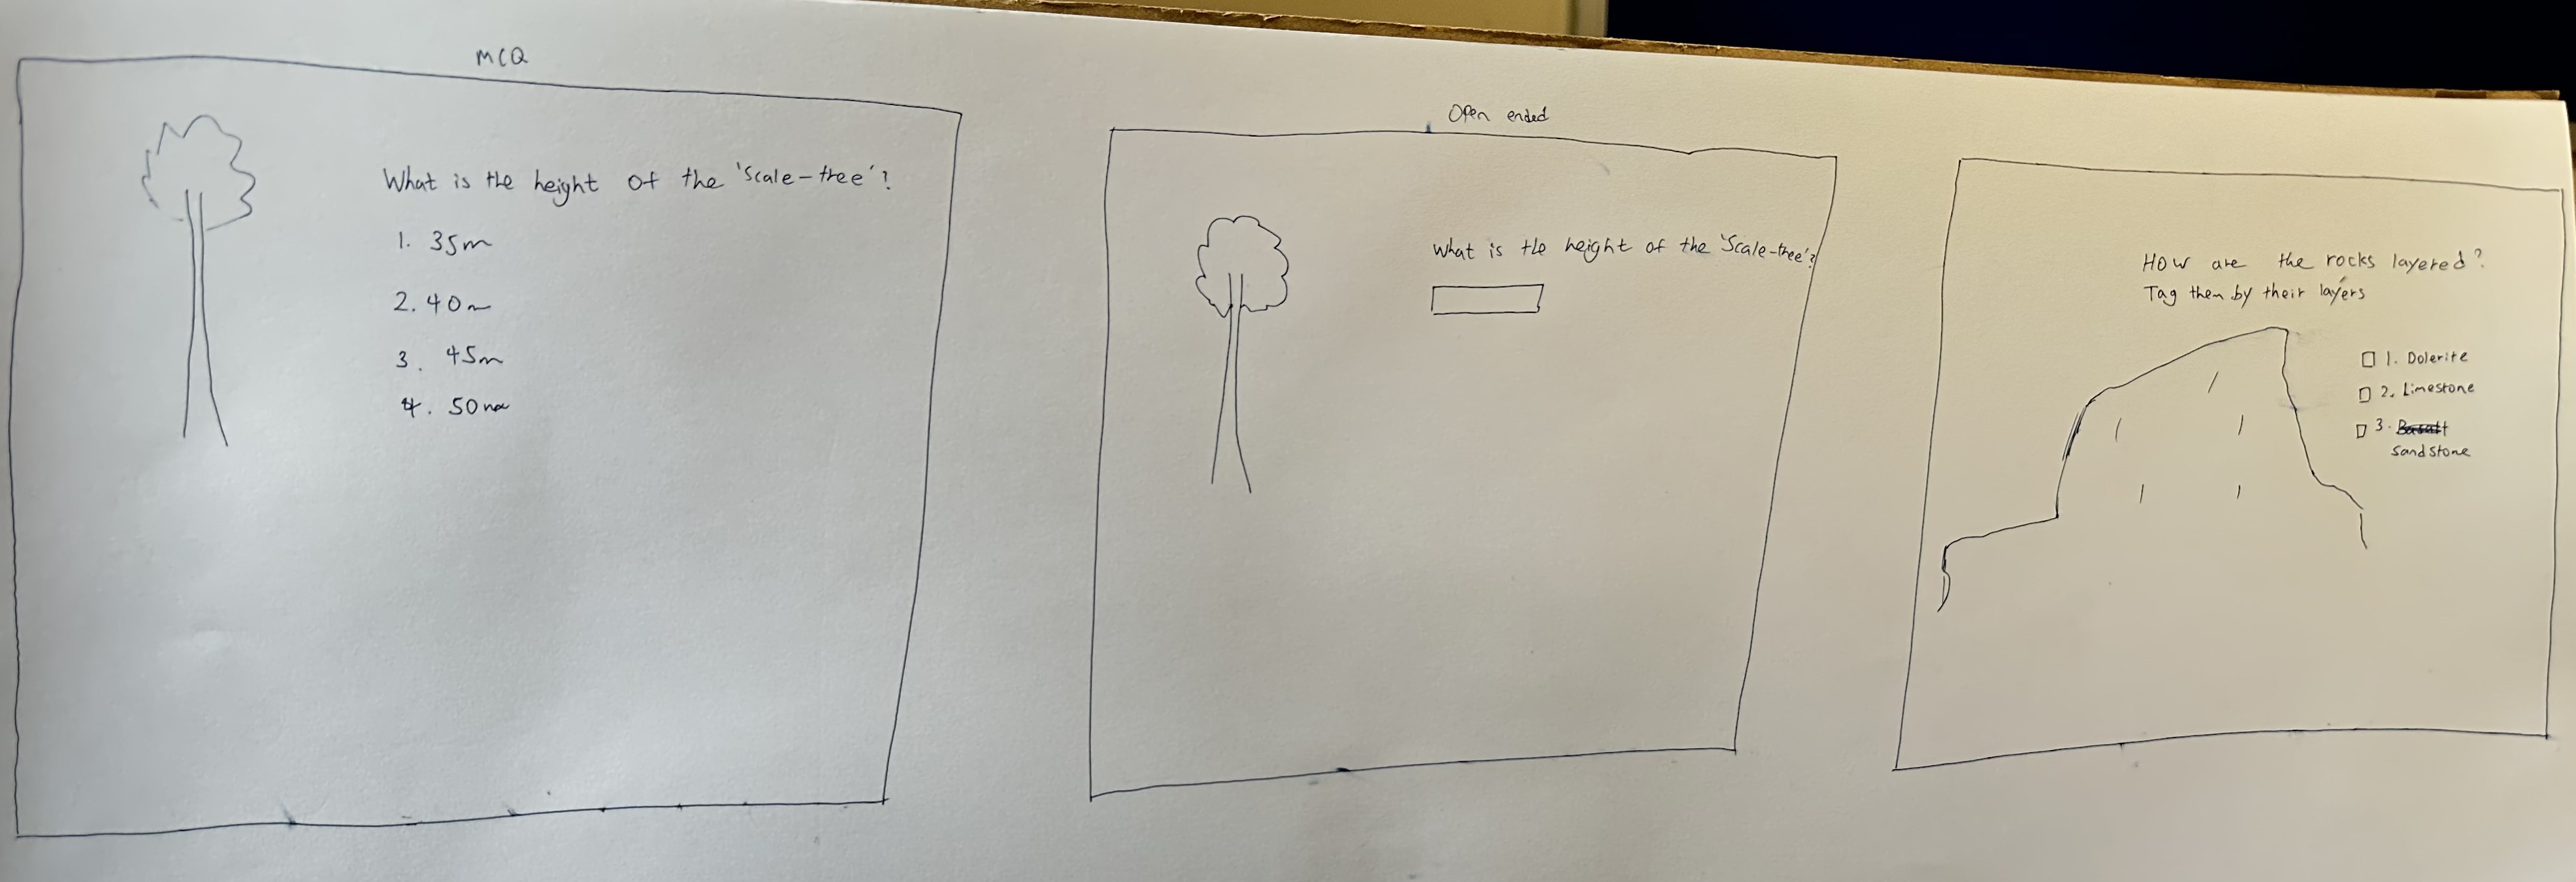 MCQ
What is the height of the 'Scale-tree'?
1. 35m
2. 40m
3. 45m
4. 50m
Open ended
What is the height of the 'Scale-tree'?
How are the rocks layered?
Tag them by their layers
1. Dolerite
2. Limestone
3. Basalt
Sandstone